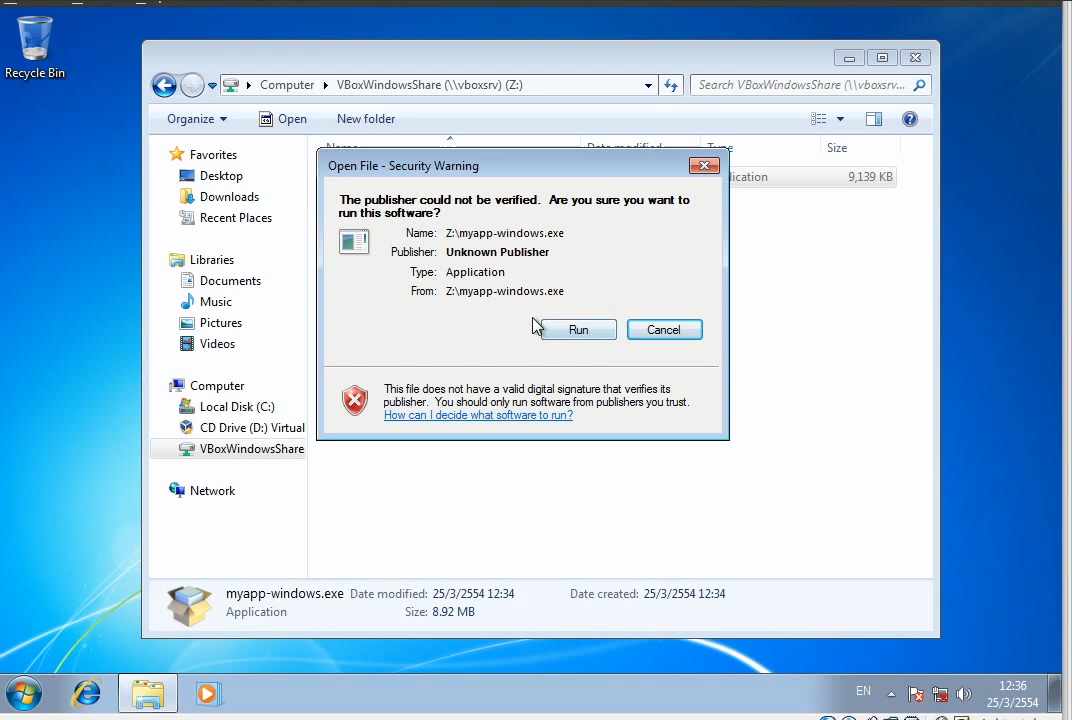 Recycle Bin
Computer
VBoxWindowsShare (\\vboxsrv) (Z:)
Search VBoxWindowsShare (\\vboxsrv...
Organize
Open
New folder
Name
Date modified
Type
Size
Favorites
Desktop
Downloads
Recent Places
Libraries
Documents
Music
Pictures
Videos
Computer
Local Disk (C:)
CD Drive (D:) Virtual
VBoxWindowsShare
Network
lication
9,139 KB
Open File - Security Warning
The publisher could not be verified. Are you sure you want to
run this software?
Name: Z:\myapp-windows.exe
Publisher: Unknown Publisher
Type: Application
From: Z:\myapp-windows.exe
Run
Cancel
This file does not have a valid digital signature that verifies its
publisher. You should only run software from publishers you trust.
How can I decide what software to run?
myapp-windows.exe Date modified: 25/3/2554 12:34 Date created: 25/3/2554 12:34
Application Size: 8.92 MB
EN
12:36
25/3/2554